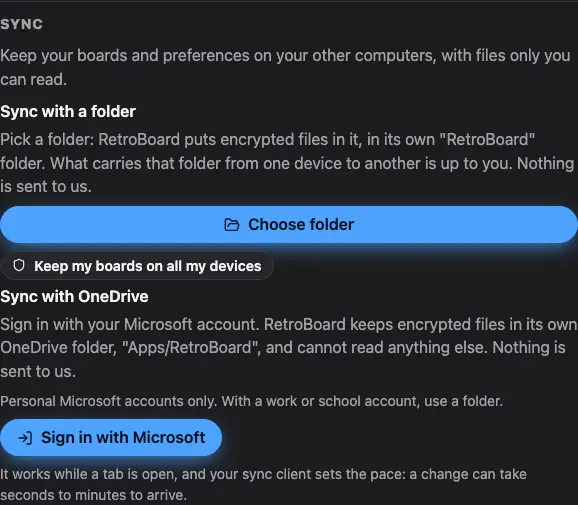 SYNC
Keep your boards and preferences on your other computers, with files only you
can read.
Sync with a folder
Pick a folder: RetroBoard puts encrypted files in it, in its own "RetroBoard"
folder. What carries that folder from one device to another is up to you. Nothing
is sent to us.
Choose folder
Keep my boards on all my devices
Sync with OneDrive
Sign in with your Microsoft account. RetroBoard keeps encrypted files in its own
OneDrive folder, "Apps/RetroBoard", and cannot read anything else. Nothing is
sent to us.
Personal Microsoft accounts only. With a work or school account, use a folder.
Sign in with Microsoft
It works while a tab is open, and your sync client sets the pace: a change can take
seconds to minutes to arrive.